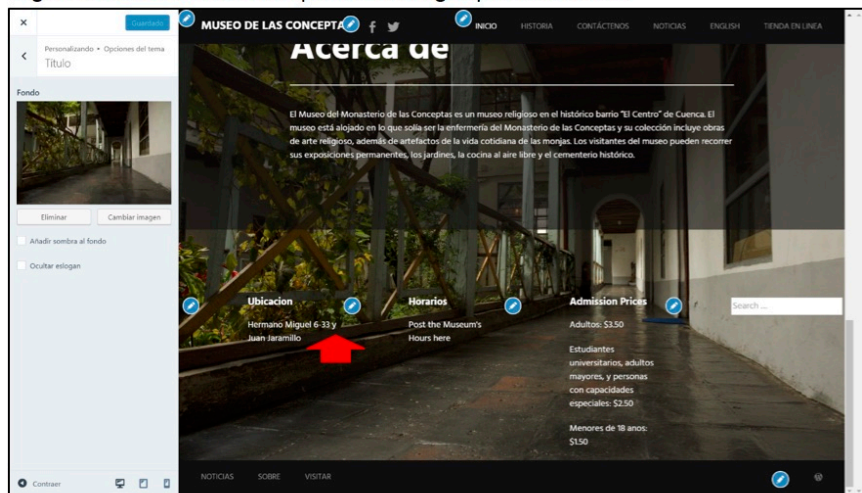 Guardado
Personalizando • Opciones del tema
Título
Fondo
Eliminar
Cambiar imagen
Añadir sombra al fondo
Ocultar eslogan
Contraer
MUSEO DE LAS CONCEPTA
INICIO
HISTORIA
CONTÁCTENOS
NOTICIAS
ENGLISH
TIENDA EN LINEA
Acerca de
El Museo del Monasterio de las Conceptas es un museo religioso en el histórico barrio "El Centro" de Cuenca. El
museo está alojado en lo que solía ser la enfermería del Monasterio de las Conceptas y su colección incluye obras
de arte religioso, además de artefactos de la vida cotidiana de las monjas. Los visitantes del museo pueden recorrer
sus exposiciones permanentes, los jardines, la cocina al aire libre y el cementerio histórico.
Ubicacion
Hermano Miguel 6-33 y
Juan Jaramillo
Horarios
Post the Museum's
Hours here
Admission Prices
Adultos: $3.50
Estudiantes
universitarios, adultos
mayores, y personas
con capacidades
especiales: $2.50
Menores de 18 anos:
$1.50
Search ...
NOTICIAS
SOBRE
VISITAR